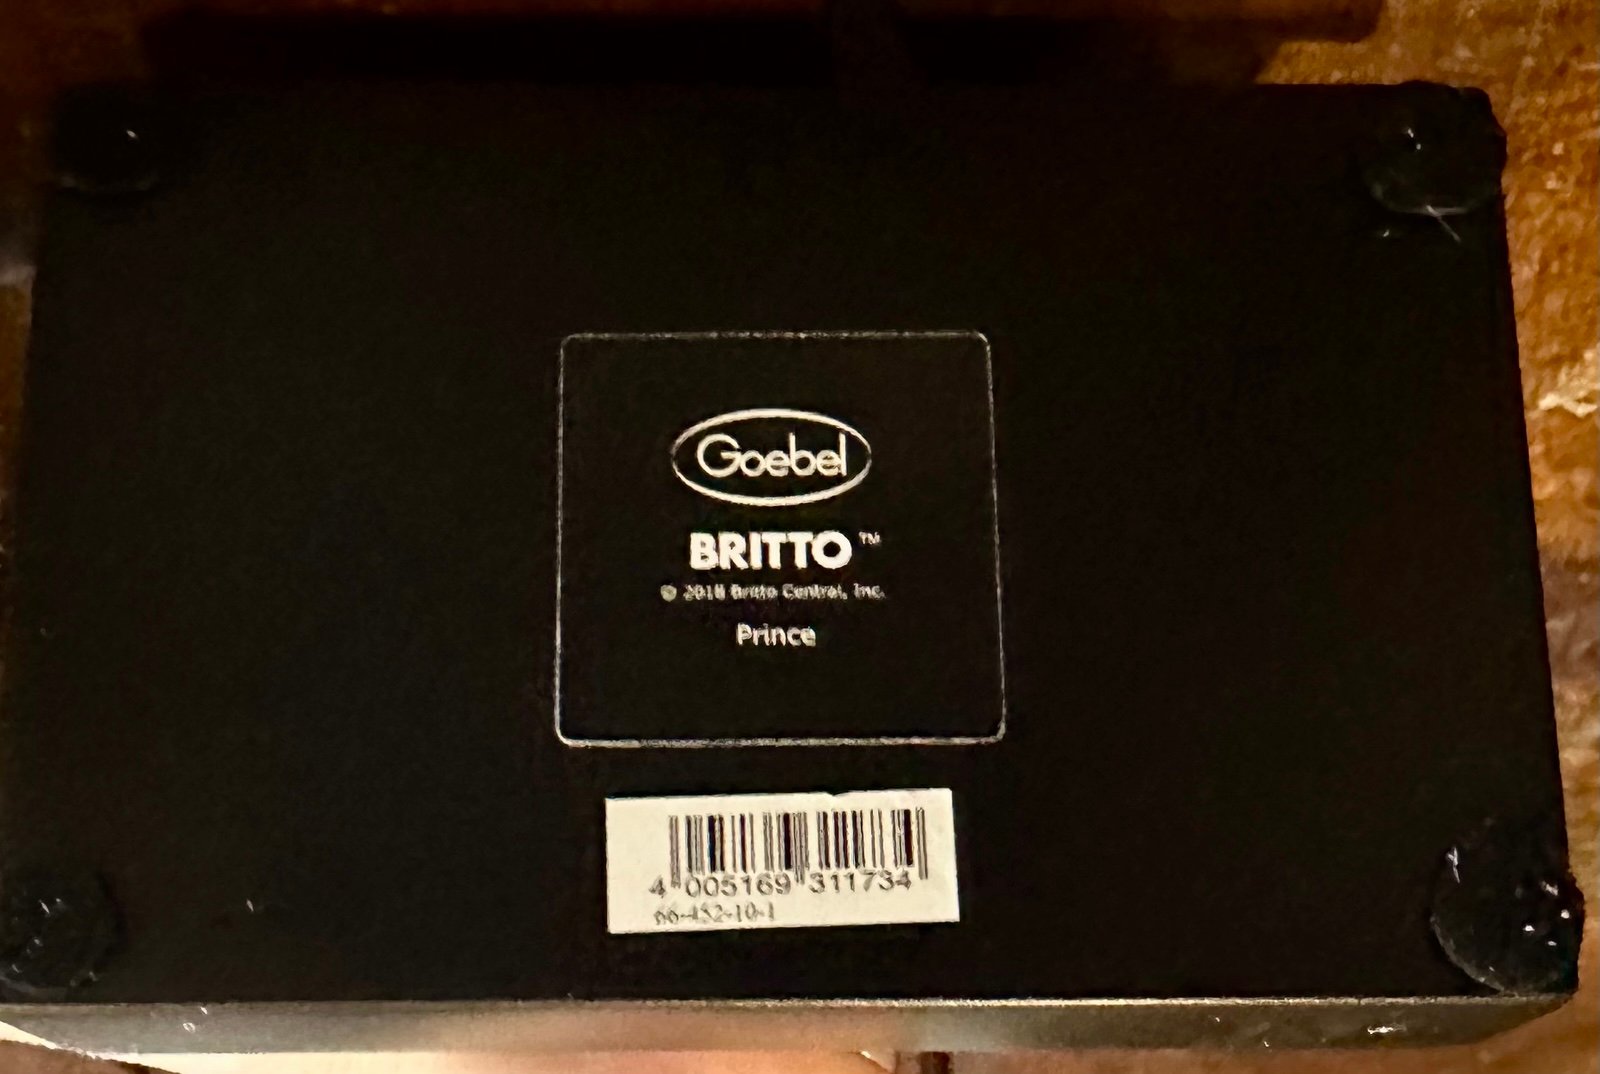 Goebel
BRITTO™
© 2018 Britto Central, Inc.
Prince
4 005169 311734
66-452-10-1